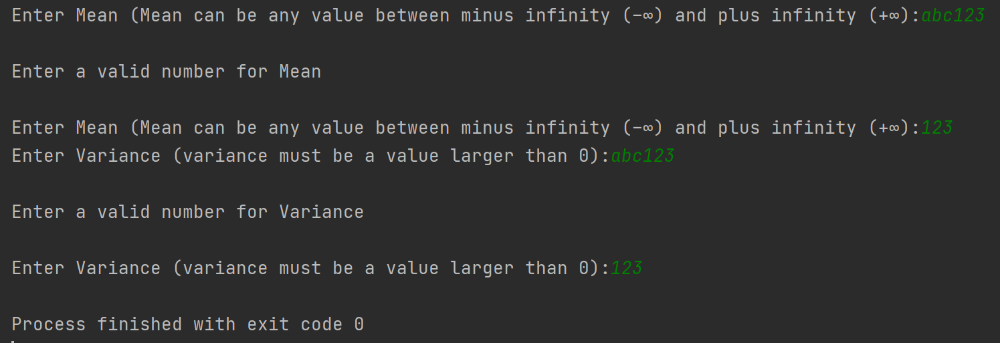 Enter Mean (Mean can be any value between minus infinity (-∞) and plus infinity (+∞):abc123
Enter a valid number for Mean
Enter Mean (Mean can be any value between minus infinity (-∞) and plus infinity (+∞):123
Enter Variance (variance must be a value larger than 0):abc123
Enter a valid number for Variance
Enter Variance (variance must be a value larger than 0):123
Process finished with exit code 0